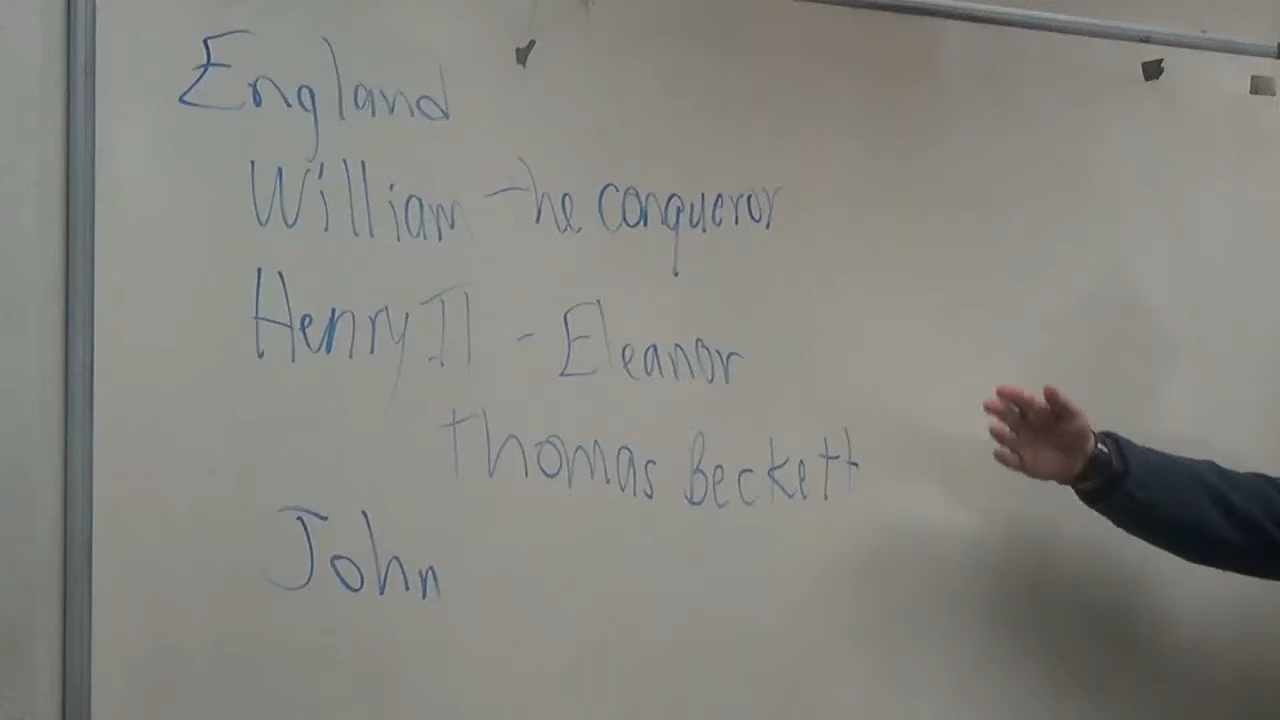 England
William the conqueror
Henry II - Eleanor
Thomas Beckett
John